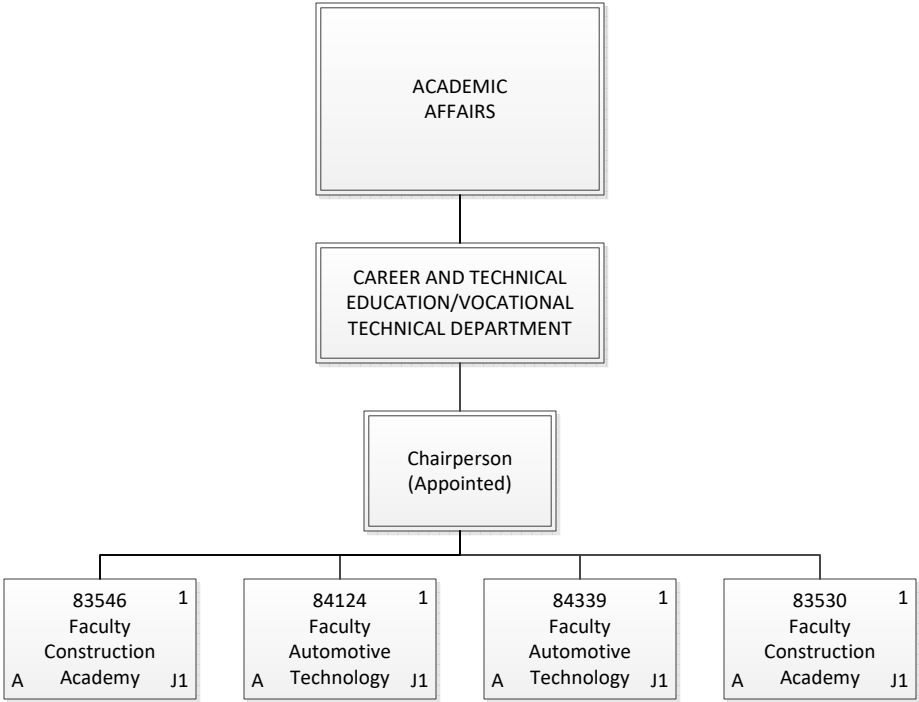 ACADEMIC
AFFAIRS
CAREER AND TECHNICAL
EDUCATION/VOCATIONAL
TECHNICAL DEPARTMENT
Chairperson
(Appointed)
83546 1
Faculty
Construction
A Academy J1
84124 1
Faculty
Automotive
A Technology J1
84339 1
Faculty
Automotive
A Technology J1
83530 1
Faculty
Construction
A Academy J1